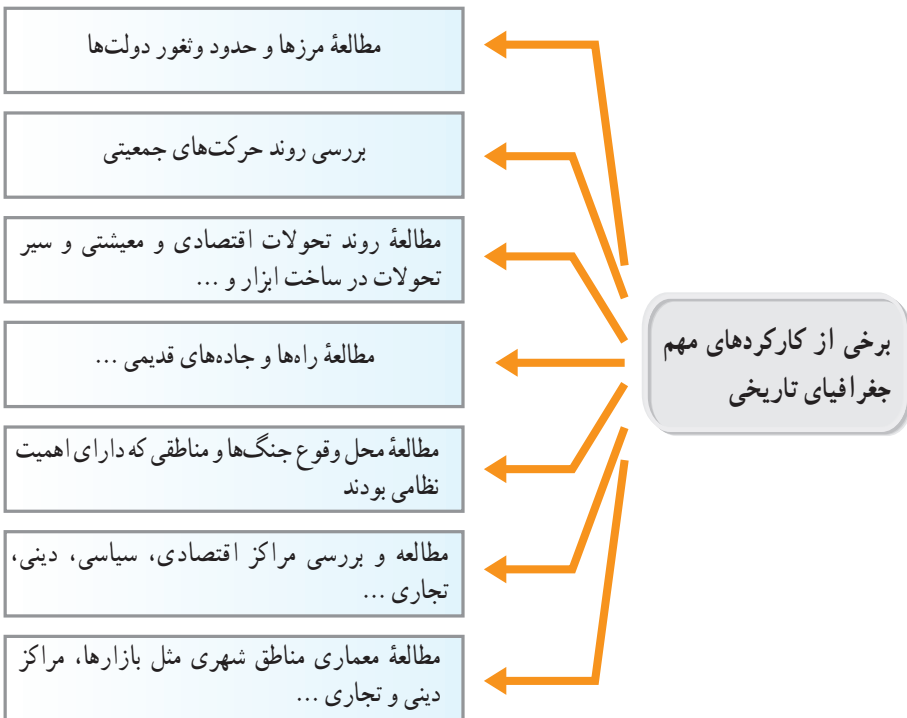 برخی از کارکردهای مهم
جغرافیای تاریخی
مطالعهٔ مرزها و حدود وثغور دولت‌ها
بررسی روند حرکت‌های جمعیتی
مطالعهٔ روند تحولات اقتصادی و معیشتی و سیر
تحولات در ساخت ابزار و ...
مطالعهٔ راه‌ها و جاده‌های قدیمی ...
مطالعهٔ محل وقوع جنگ‌ها و مناطقی که دارای اهمیت
نظامی بودند
مطالعه و بررسی مراکز اقتصادی، سیاسی، دینی،
تجاری ...
مطالعهٔ معماری مناطق شهری مثل بازارها، مراکز
دینی و تجاری ...